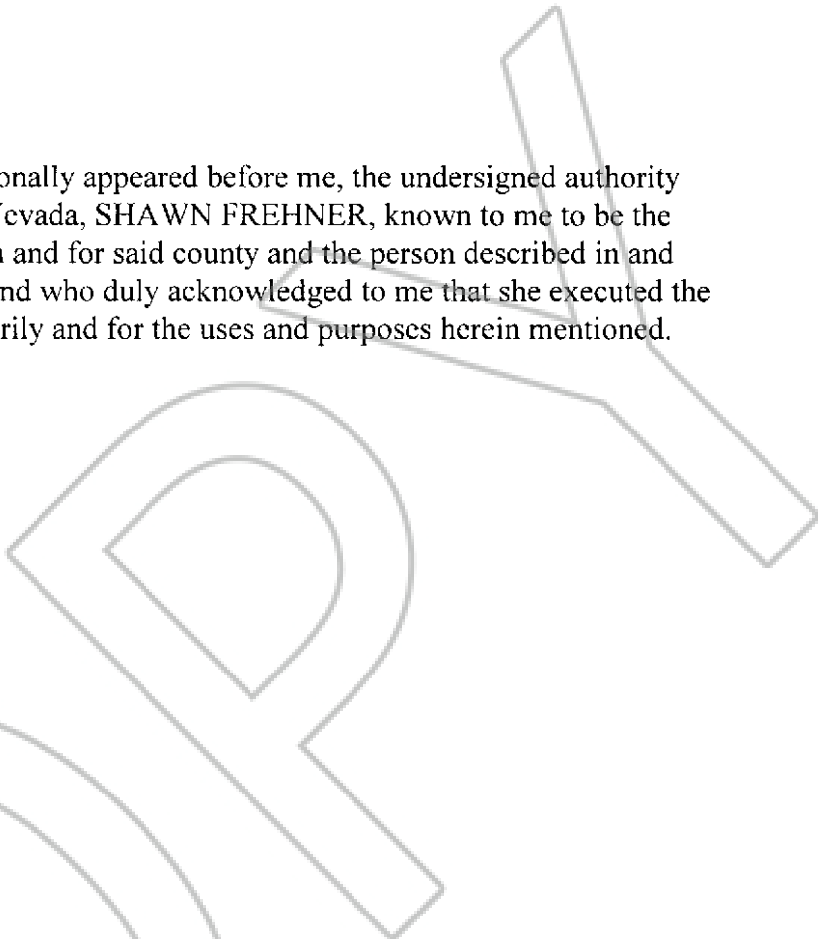 onally appeared before me, the undersigned authority
Nevada, SHAWN FREHNER, known to me to be the
and for said county and the person described in and
nd who duly acknowledged to me that she executed the
rily and for the uses and purposes herein mentioned.
PY